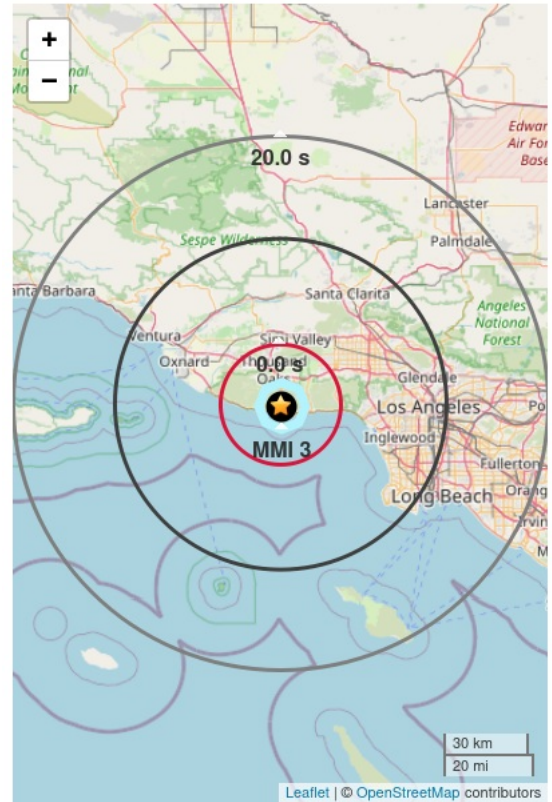 +
−
Edwar
Air For
Base
20.0 s
Lancaster
Sespe Wilderness
Palmdale
anta Barbara
Santa Clarita
Angeles
National
Forest
Ventura
Simi Valley
Oxnard
Thousand
Oaks
0.0 s
Glendale
Los Angeles
MMI 3
Inglewood
Fullerton
Long Beach
Orang
Irvin
M
30 km
20 mi
Leaflet | © OpenStreetMap contributors